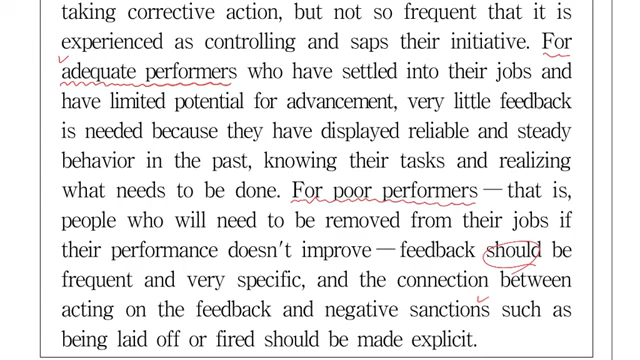 taking corrective action, but not so frequent that it is
experienced as controlling and saps their initiative. For
adequate performers who have settled into their jobs and
have limited potential for advancement, very little feedback
is needed because they have displayed reliable and steady
behavior in the past, knowing their tasks and realizing
what needs to be done. For poor performers — that is,
people who will need to be removed from their jobs if
their performance doesn't improve — feedback should be
frequent and very specific, and the connection between
acting on the feedback and negative sanctions such as
being laid off or fired should be made explicit.